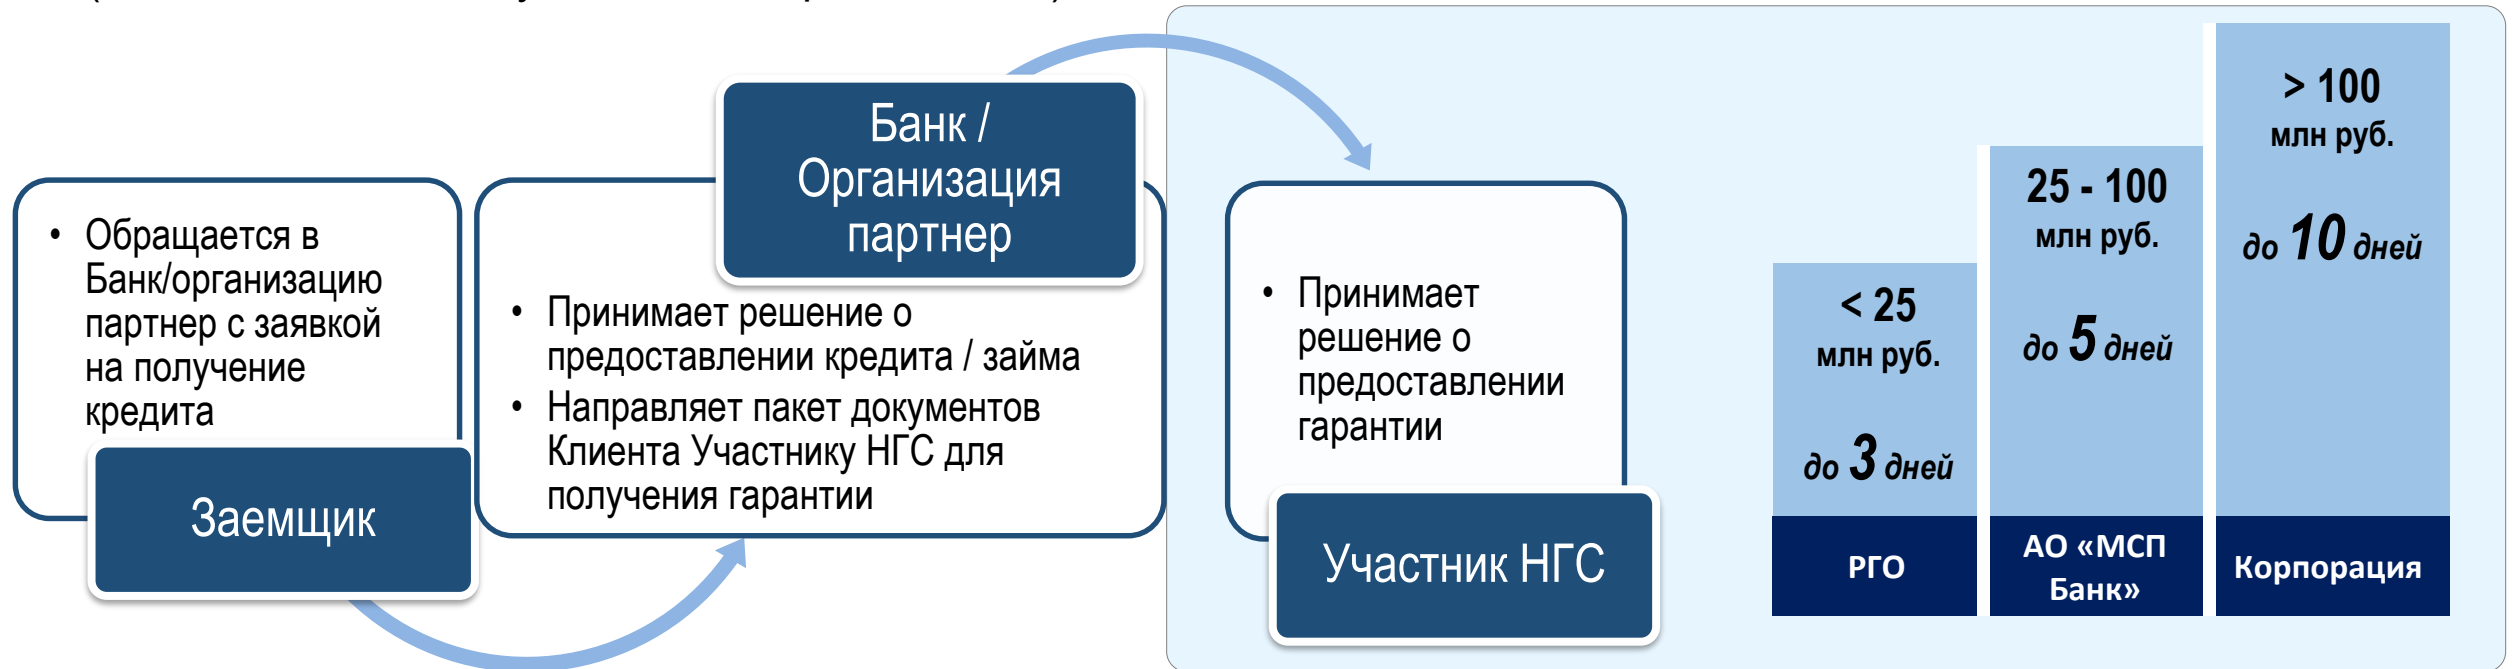 • Обращается в
Банк/организацию
партнер с заявкой
на получение
кредита
Заемщик
Банк /
Организация
партнер
• Принимает решение о
предоставлении кредита / займа
• Направляет пакет документов
Клиента Участнику НГС для
получения гарантии
• Принимает
решение о
предоставлении
гарантии
Участник НГС
< 25
млн руб.
до 3 дней
РГО
25 - 100
млн руб.
до 5 дней
АО «МСП
Банк»
> 100
млн руб.
до 10 дней
Корпорация